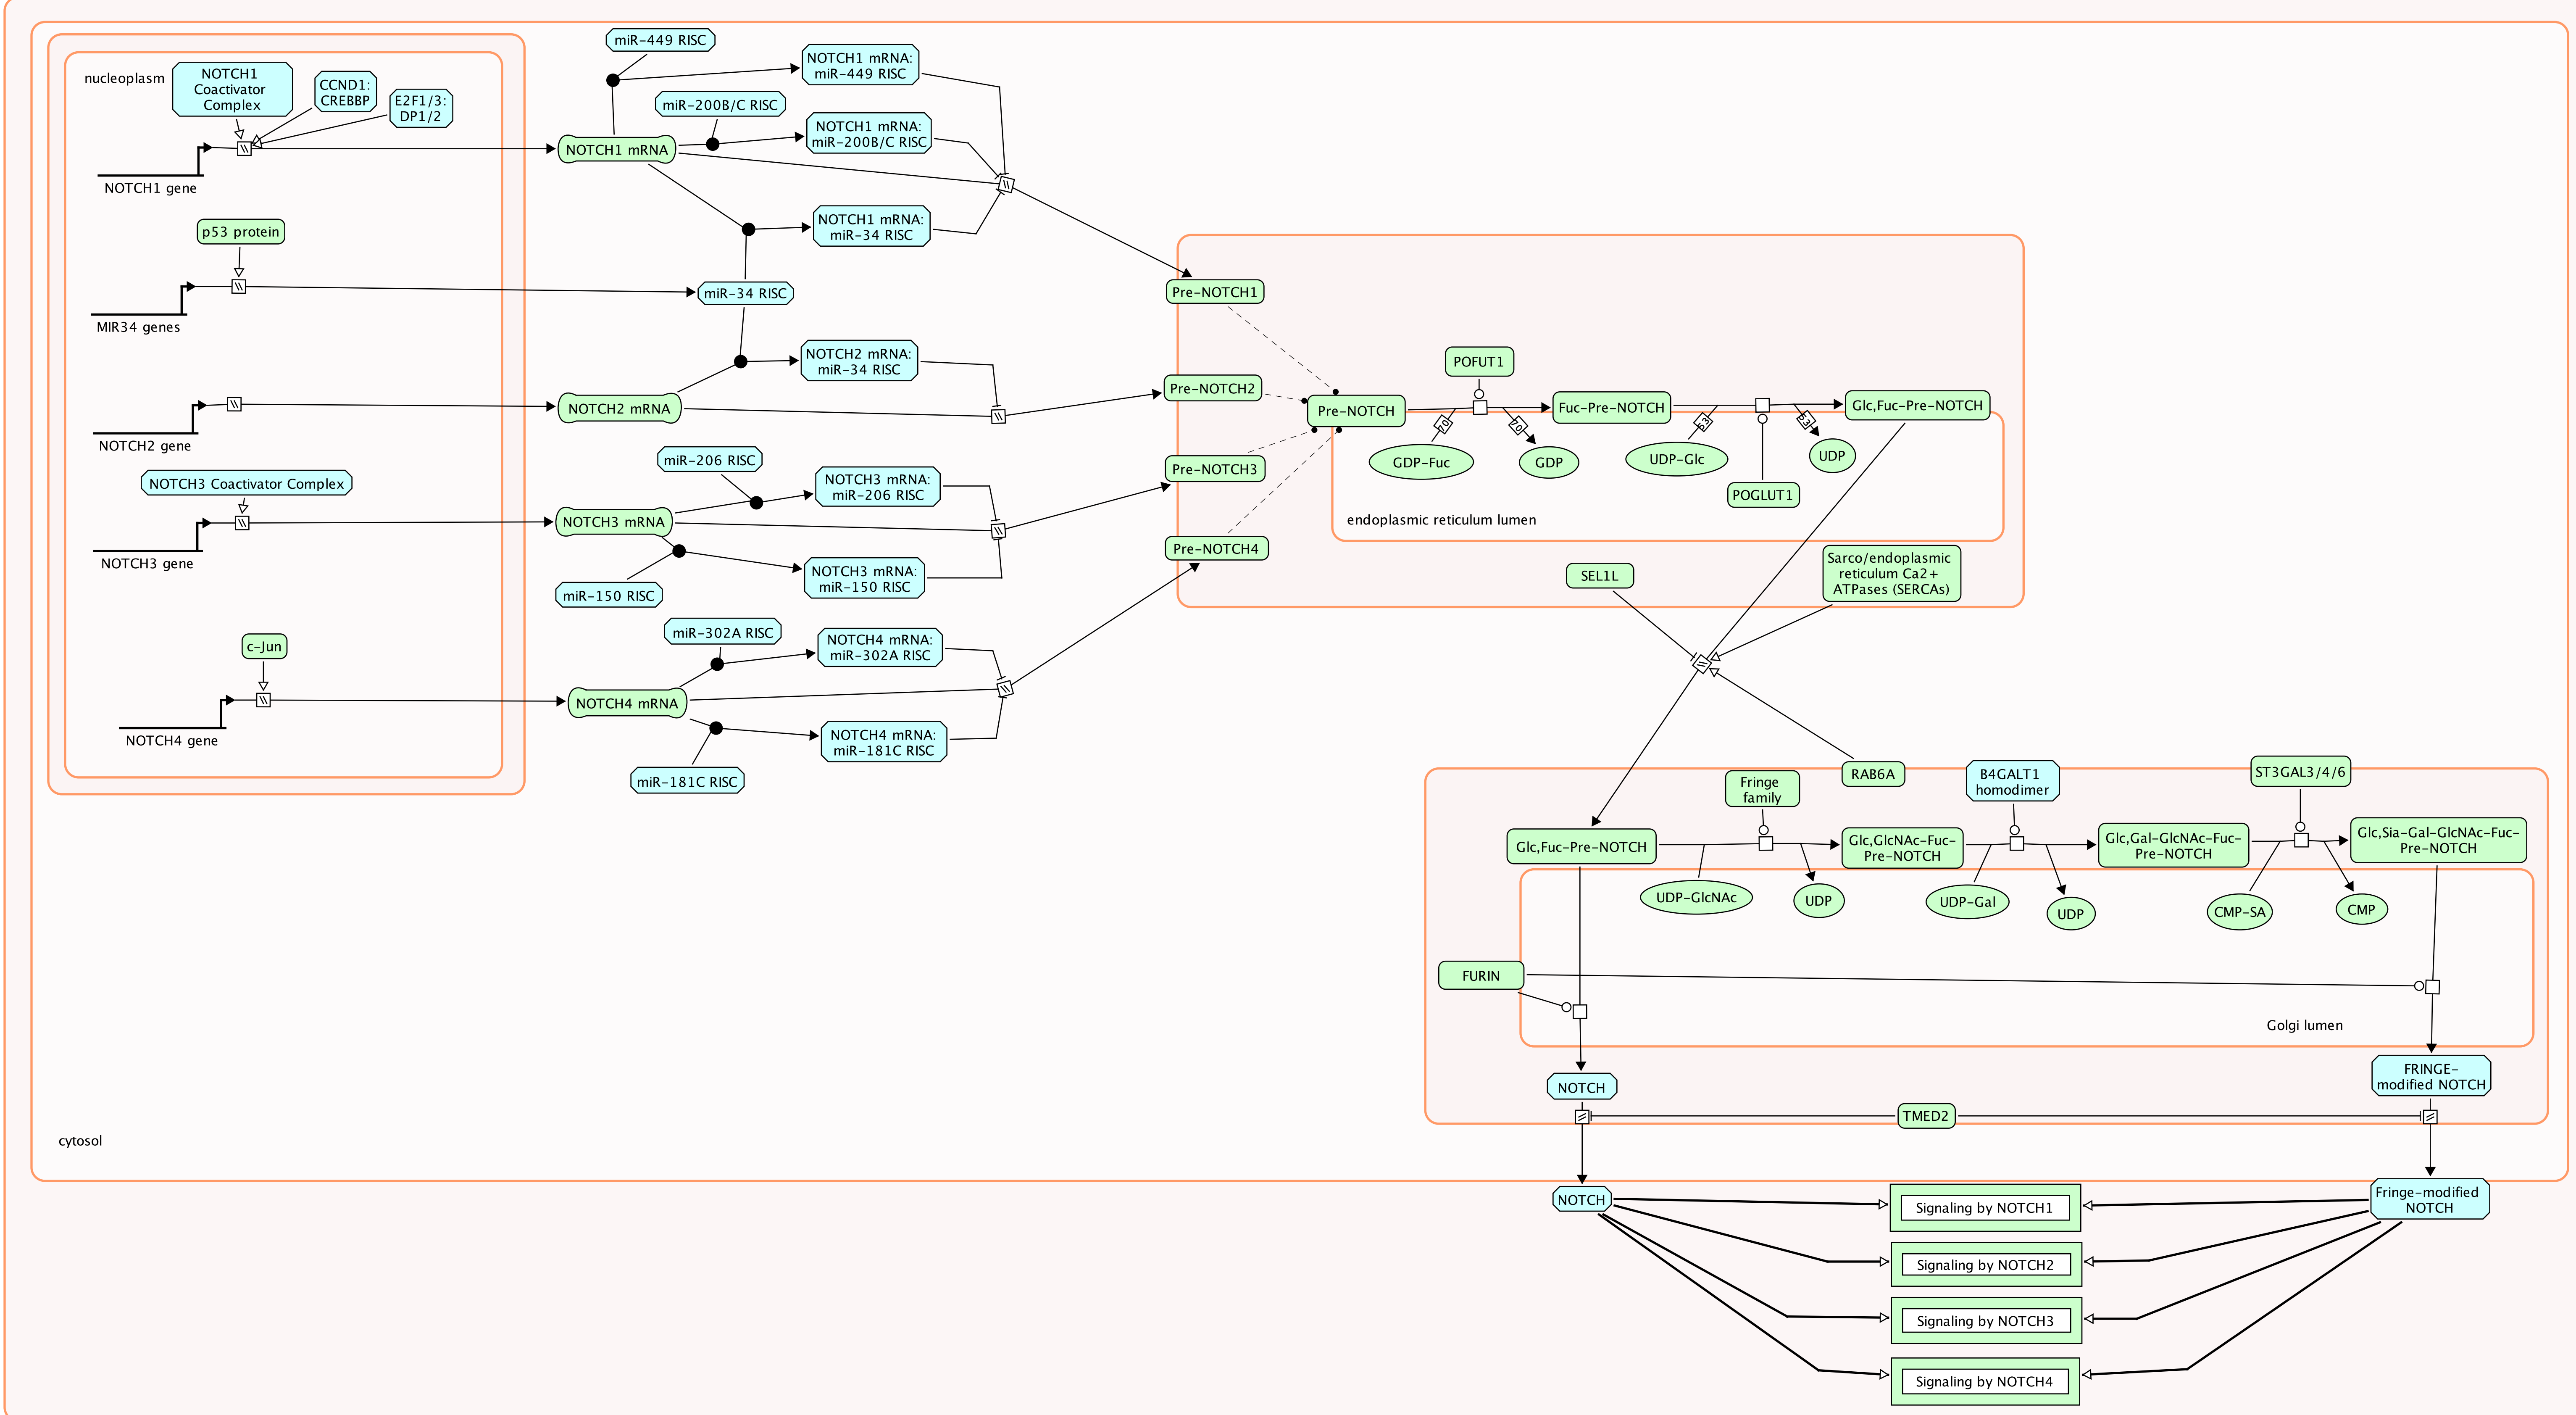 nucleoplasm
NOTCH1
Coactivator
Complex
CCND1:
CREBBP
E2F1/3:
DP1/2
NOTCH1 gene
p53 protein
MIR34 genes
NOTCH2 gene
NOTCH3 Coactivator Complex
NOTCH3 gene
c-Jun
NOTCH4 gene
cytosol
miR-449 RISC
NOTCH1 mRNA:
miR-449 RISC
miR-200B/C RISC
NOTCH1 mRNA
NOTCH1 mRNA:
miR-200B/C RISC
NOTCH1 mRNA:
miR-34 RISC
miR-34 RISC
NOTCH2 mRNA:
miR-34 RISC
NOTCH2 mRNA
miR-206 RISC
NOTCH3 mRNA:
miR-206 RISC
NOTCH3 mRNA
miR-150 RISC
NOTCH3 mRNA:
miR-150 RISC
miR-302A RISC
NOTCH4 mRNA:
miR-302A RISC
NOTCH4 mRNA
NOTCH4 mRNA:
miR-181C RISC
miR-181C RISC
Pre-NOTCH1
Pre-NOTCH2
Pre-NOTCH3
Pre-NOTCH4
Pre-NOTCH
POFUT1
70
GDP-Fuc
70
GDP
Fuc-Pre-NOTCH
53
UDP-Glc
POGLUT1
53
UDP
Glc,Fuc-Pre-NOTCH
endoplasmic reticulum lumen
SEL1L
Sarco/endoplasmic
reticulum Ca2+
ATPases (SERCAs)
RAB6A
Fringe
family
B4GALT1
homodimer
ST3GAL3/4/6
Glc,Fuc-Pre-NOTCH
Glc,GlcNAc-Fuc-
Pre-NOTCH
Glc,Gal-GlcNAc-Fuc-
Pre-NOTCH
Glc,Sia-Gal-GlcNAc-Fuc-
Pre-NOTCH
UDP-GlcNAc
UDP
UDP-Gal
UDP
CMP-SA
CMP
FURIN
Golgi lumen
NOTCH
FRINGE-
modified NOTCH
TMED2
NOTCH
Fringe-modified
NOTCH
Signaling by NOTCH1
Signaling by NOTCH2
Signaling by NOTCH3
Signaling by NOTCH4